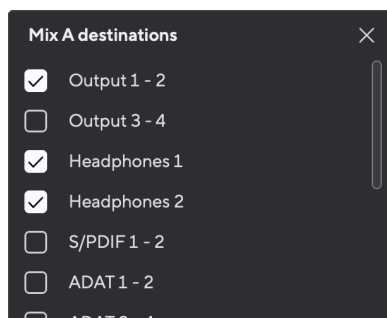 Mix A destinations
Output 1 - 2
Output 3 - 4
Headphones 1
Headphones 2
S/PDIF 1 - 2
ADAT 1 - 2